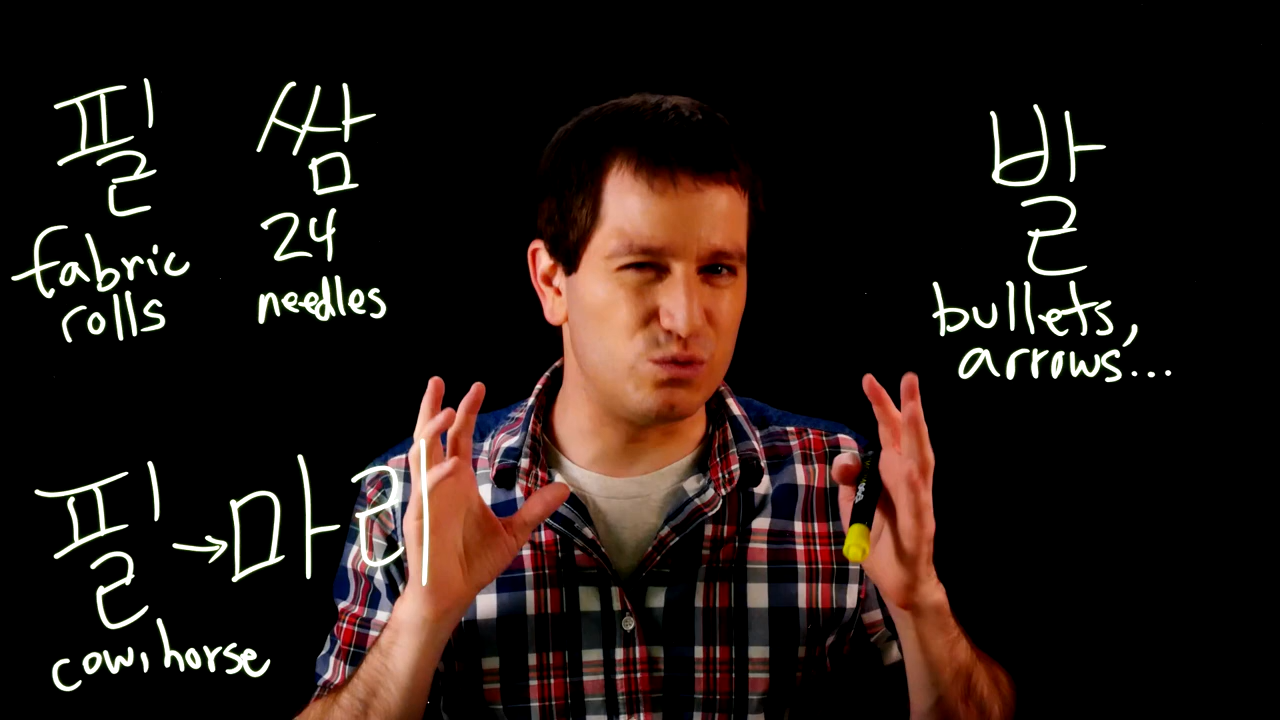 필
fabric
rolls
쌈
24
needles
발
bullets,
arrows...
필→마리
cow, horse